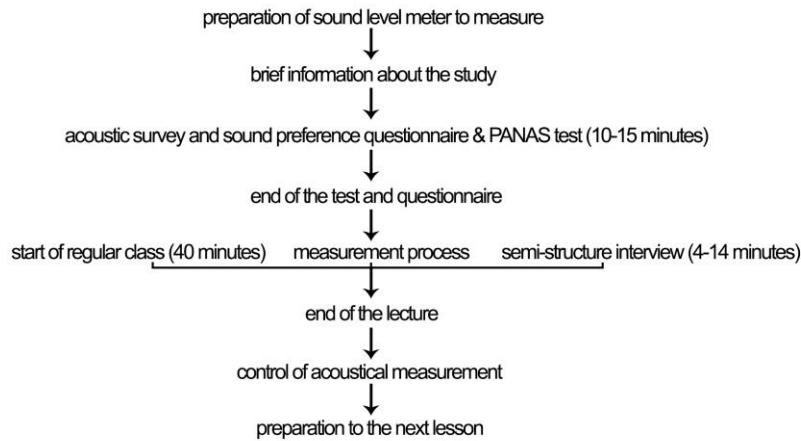 preparation of sound level meter to measure
brief information about the study
acoustic survey and sound preference questionnaire & PANAS test (10-15 minutes)
end of the test and questionnaire
start of regular class (40 minutes) measurement process semi-structure interview (4-14 minutes)
end of the lecture
control of acoustical measurement
preparation to the next lesson